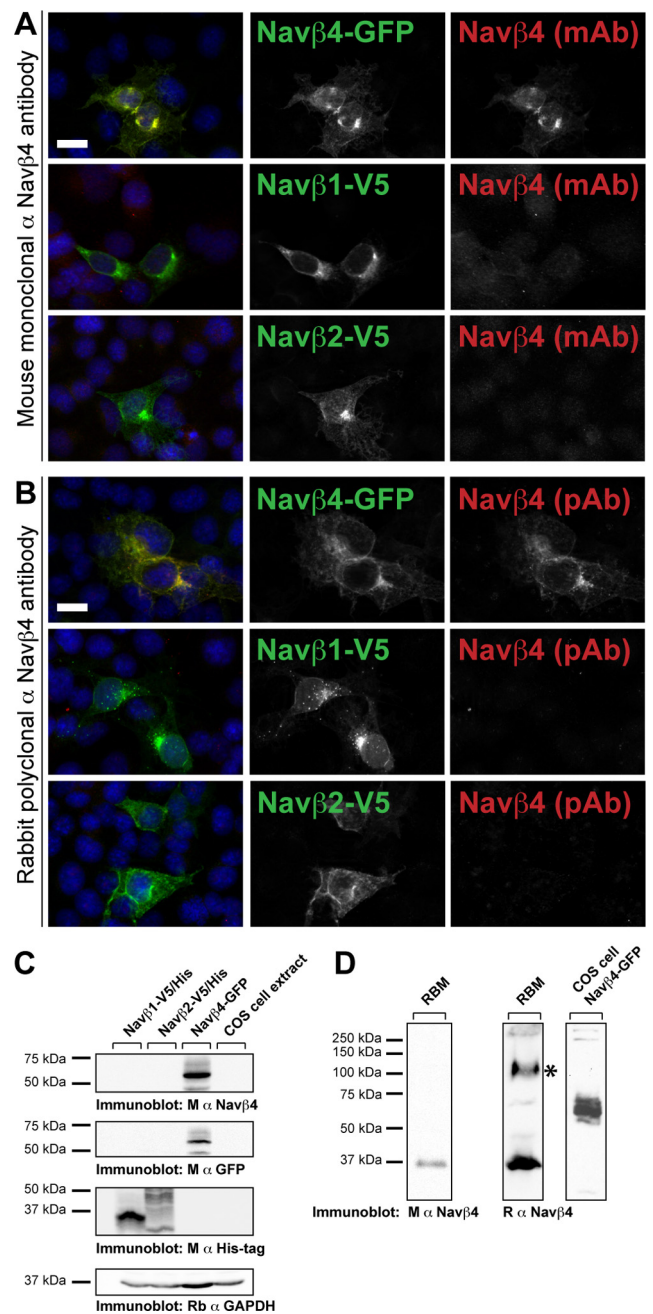 A
Mouse monoclonal α Navβ4 antibody
Navβ4-GFP
Navβ4 (mAb)
Navβ1-V5
Navβ4 (mAb)
Navβ2-V5
Navβ4 (mAb)
B
Rabbit polyclonal α Navβ4 antibody
Navβ4-GFP
Navβ4 (pAb)
Navβ1-V5
Navβ4 (pAb)
Navβ2-V5
Navβ4 (pAb)
C
Navβ1-V5/His
Navβ2-V5/His
Navβ4-GFP
COS cell extract
75 kDa
50 kDa
Immunoblot: M α Navβ4
75 kDa
50 kDa
Immunoblot: M α GFP
50 kDa
37 kDa
Immunoblot: M α His-tag
37 kDa
Immunoblot: Rb α GAPDH
D
RBM
RBM
COS cell
Navβ4-GFP
250 kDa
150 kDa
100 kDa
*
75 kDa
50 kDa
37 kDa
Immunoblot: M α Navβ4
R α Navβ4